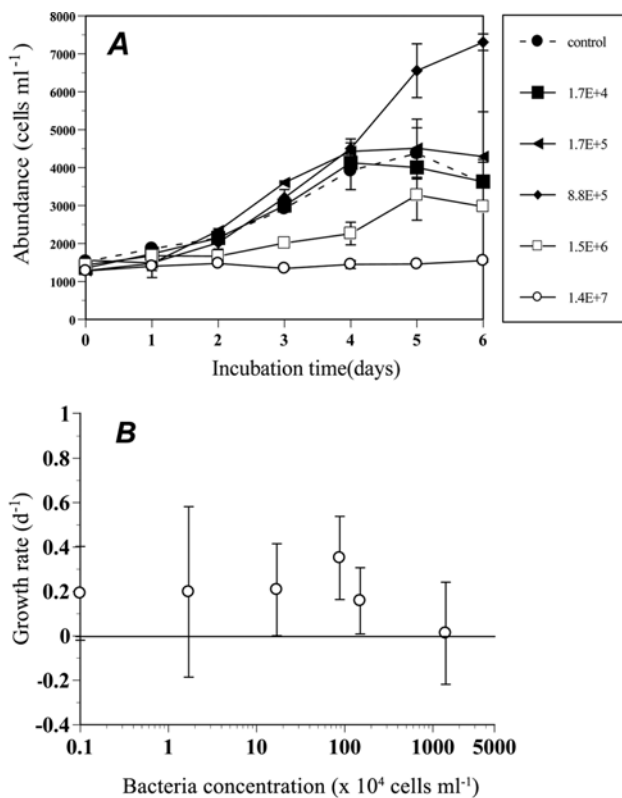 A
Abundance (cells ml-1)
8000
7000
6000
5000
4000
3000
2000
1000
0
0 1 2 3 4 5 6
Incubation time(days)
control
1.7E+4
1.7E+5
8.8E+5
1.5E+6
1.4E+7
B
Growth rate (d-1)
1
0.8
0.6
0.4
0.2
0
-0.2
-0.4
0.1 1 10 100 1000 5000
Bacteria concentration (x 10^4 cells ml-1)